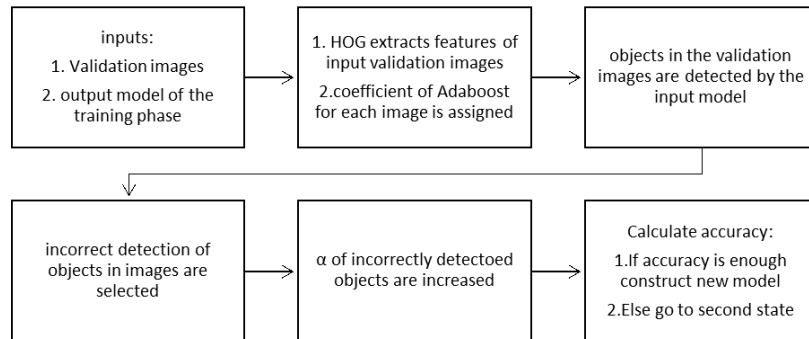 inputs:
1. Validation images
2. output model of the
training phase
1. HOG extracts features of
input validation images
2.coefficient of Adaboost
for each image is assigned
objects in the validation
images are detected by the
input model
incorrect detection of
objects in images are
selected
α of incorrectly detectoed
objects are increased
Calculate accuracy:
1.If accuracy is enough
construct new model
2.Else go to second state